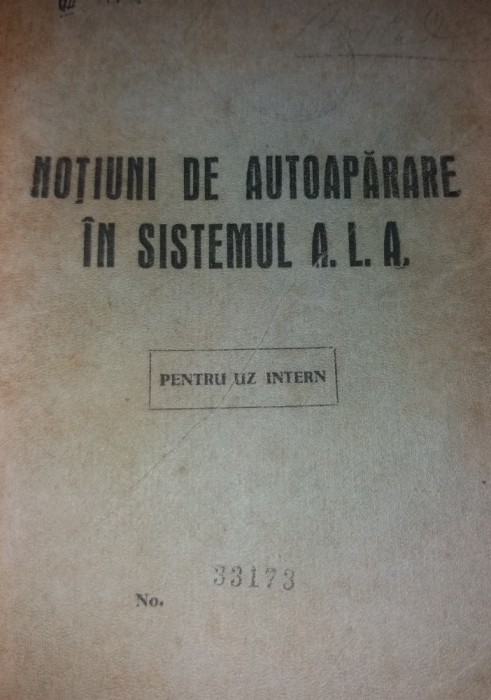 NOȚIUNI DE AUTOAPĂRARE
ÎN SISTEMUL A. L. A.
PENTRU UZ INTERN
No. 33173